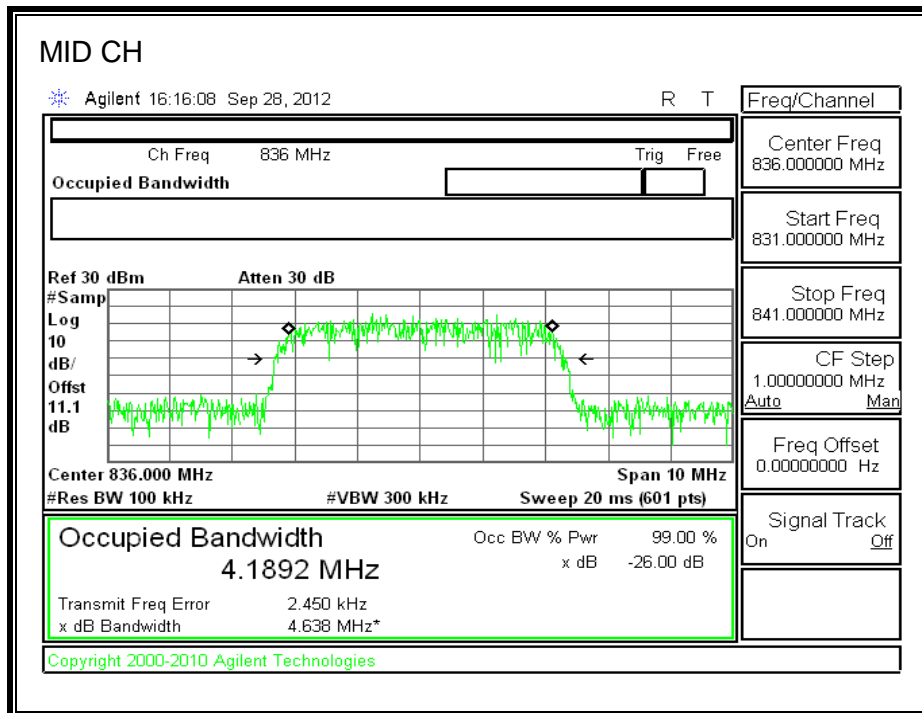 MID CH
Agilent 16:16:08 Sep 28, 2012 R T
Freq/Channel
Ch Freq 836 MHz Trig Free
Occupied Bandwidth
Center Freq
836.000000 MHz
Start Freq
831.000000 MHz
Stop Freq
841.000000 MHz
CF Step
1.00000000 MHz
Auto Man
Freq Offset
0.00000000 Hz
Signal Track
On Off
Ref 30 dBm Atten 30 dB
#Samp
Log
10
dB/
Offst
11.1
dB
Center 836.000 MHz Span 10 MHz
#Res BW 100 kHz #VBW 300 kHz Sweep 20 ms (601 pts)
Occupied Bandwidth Occ BW % Pwr 99.00 %
4.1892 MHz x dB -26.00 dB
Transmit Freq Error 2.450 kHz
x dB Bandwidth 4.638 MHz*
Copyright 2000-2010 Agilent Technologies